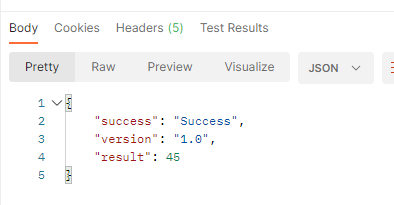 Body Cookies Headers (5) Test Results
Pretty Raw Preview Visualize JSON
1 {
2 "success": "Success",
3 "version": "1.0",
4 "result": 45
5 }